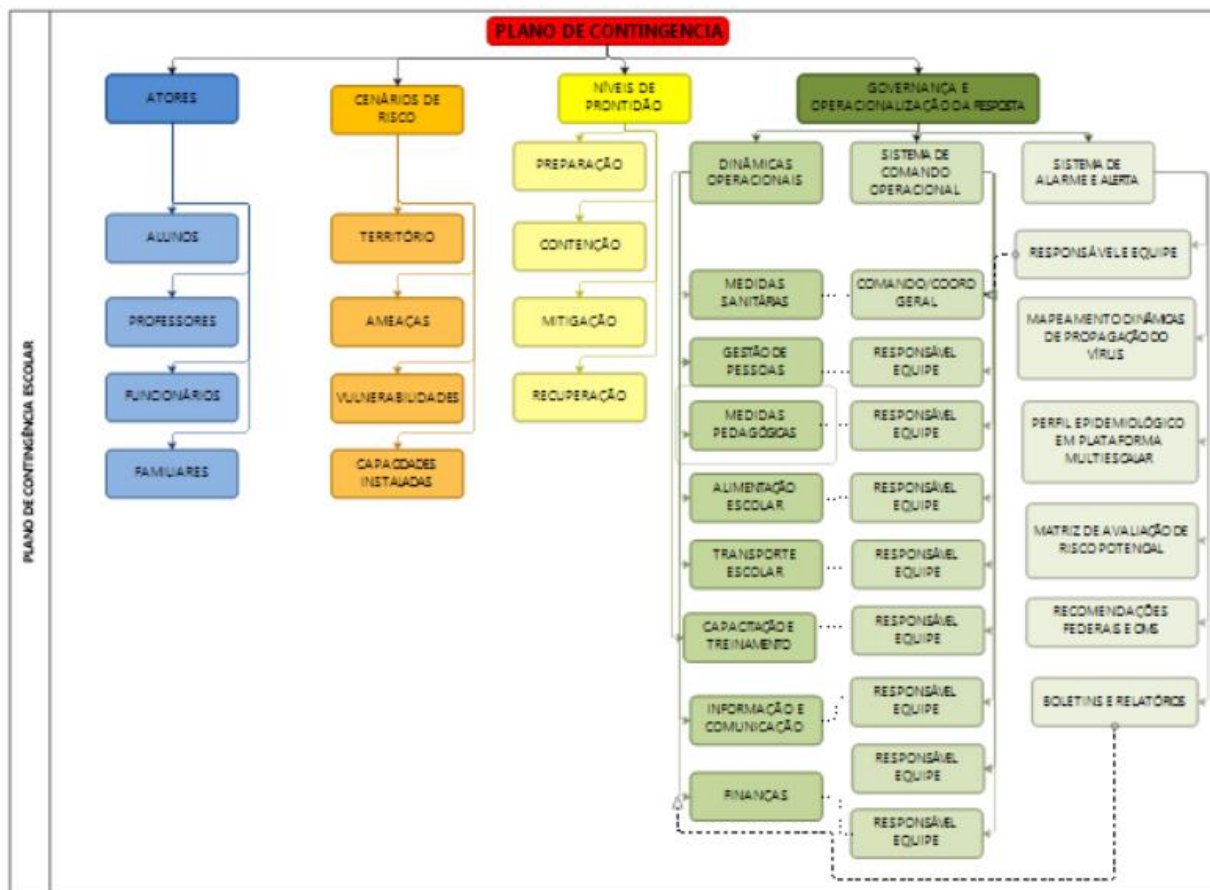 PLANO DE CONTINGENCIA
PLANO DE CONTINGÊNCIA ESCOLAR
ATORES
ALUNOS
PROFESSORES
FUNCIONÁRIOS
FAMILIARES
CENÁRIOS DE
RISCO
TERRITÓRIO
AMEAÇAS
VULNERABILIDADES
CAPACIDADES
INSTALADAS
NÍVEIS DE
PRONTIDÃO
PREPARAÇÃO
CONTENÇÃO
MITIGAÇÃO
RECUPERAÇÃO
GOVERNANÇA E
OPERACIONALIZAÇÃO DA RESPOSTA
DINÂMICAS
OPERACIONAIS
MEDIDAS
SANITÁRIAS
GESTÃO DE
PESSOAS
MEDIDAS
PEDAGÓGICAS
ALIMENTAÇÃO
ESCOLAR
TRANSPORTE
ESCOLAR
CAPACITAÇÃO E
TREINAMENTO
INFORMAÇÃO E
COMUNICAÇÃO
FINANÇAS
SISTEMA DE
COMANDO
OPERACIONAL
COMANDO/COORD
GERAL
RESPONSÁVEL
EQUIPE
RESPONSÁVEL
EQUIPE
RESPONSÁVEL
EQUIPE
RESPONSÁVEL
EQUIPE
RESPONSÁVEL
EQUIPE
RESPONSÁVEL
EQUIPE
RESPONSÁVEL
EQUIPE
RESPONSÁVEL
EQUIPE
SISTEMA DE
ALARME E ALERTA
RESPONSÁVEL E EQUIPE
MAPEAMENTO DINÂMICAS
DE PROPAGAÇÃO DO
VÍRUS
PERFIL EPIDEMIOLÓGICO
EM PLATAFORMA
MULTIESCALAR
MATRIZ DE AVALIAÇÃO DE
RISCO POTENCIAL
RECOMENDAÇÕES
FEDERAIS E OMS
BOLETINS E RELATÓRIOS